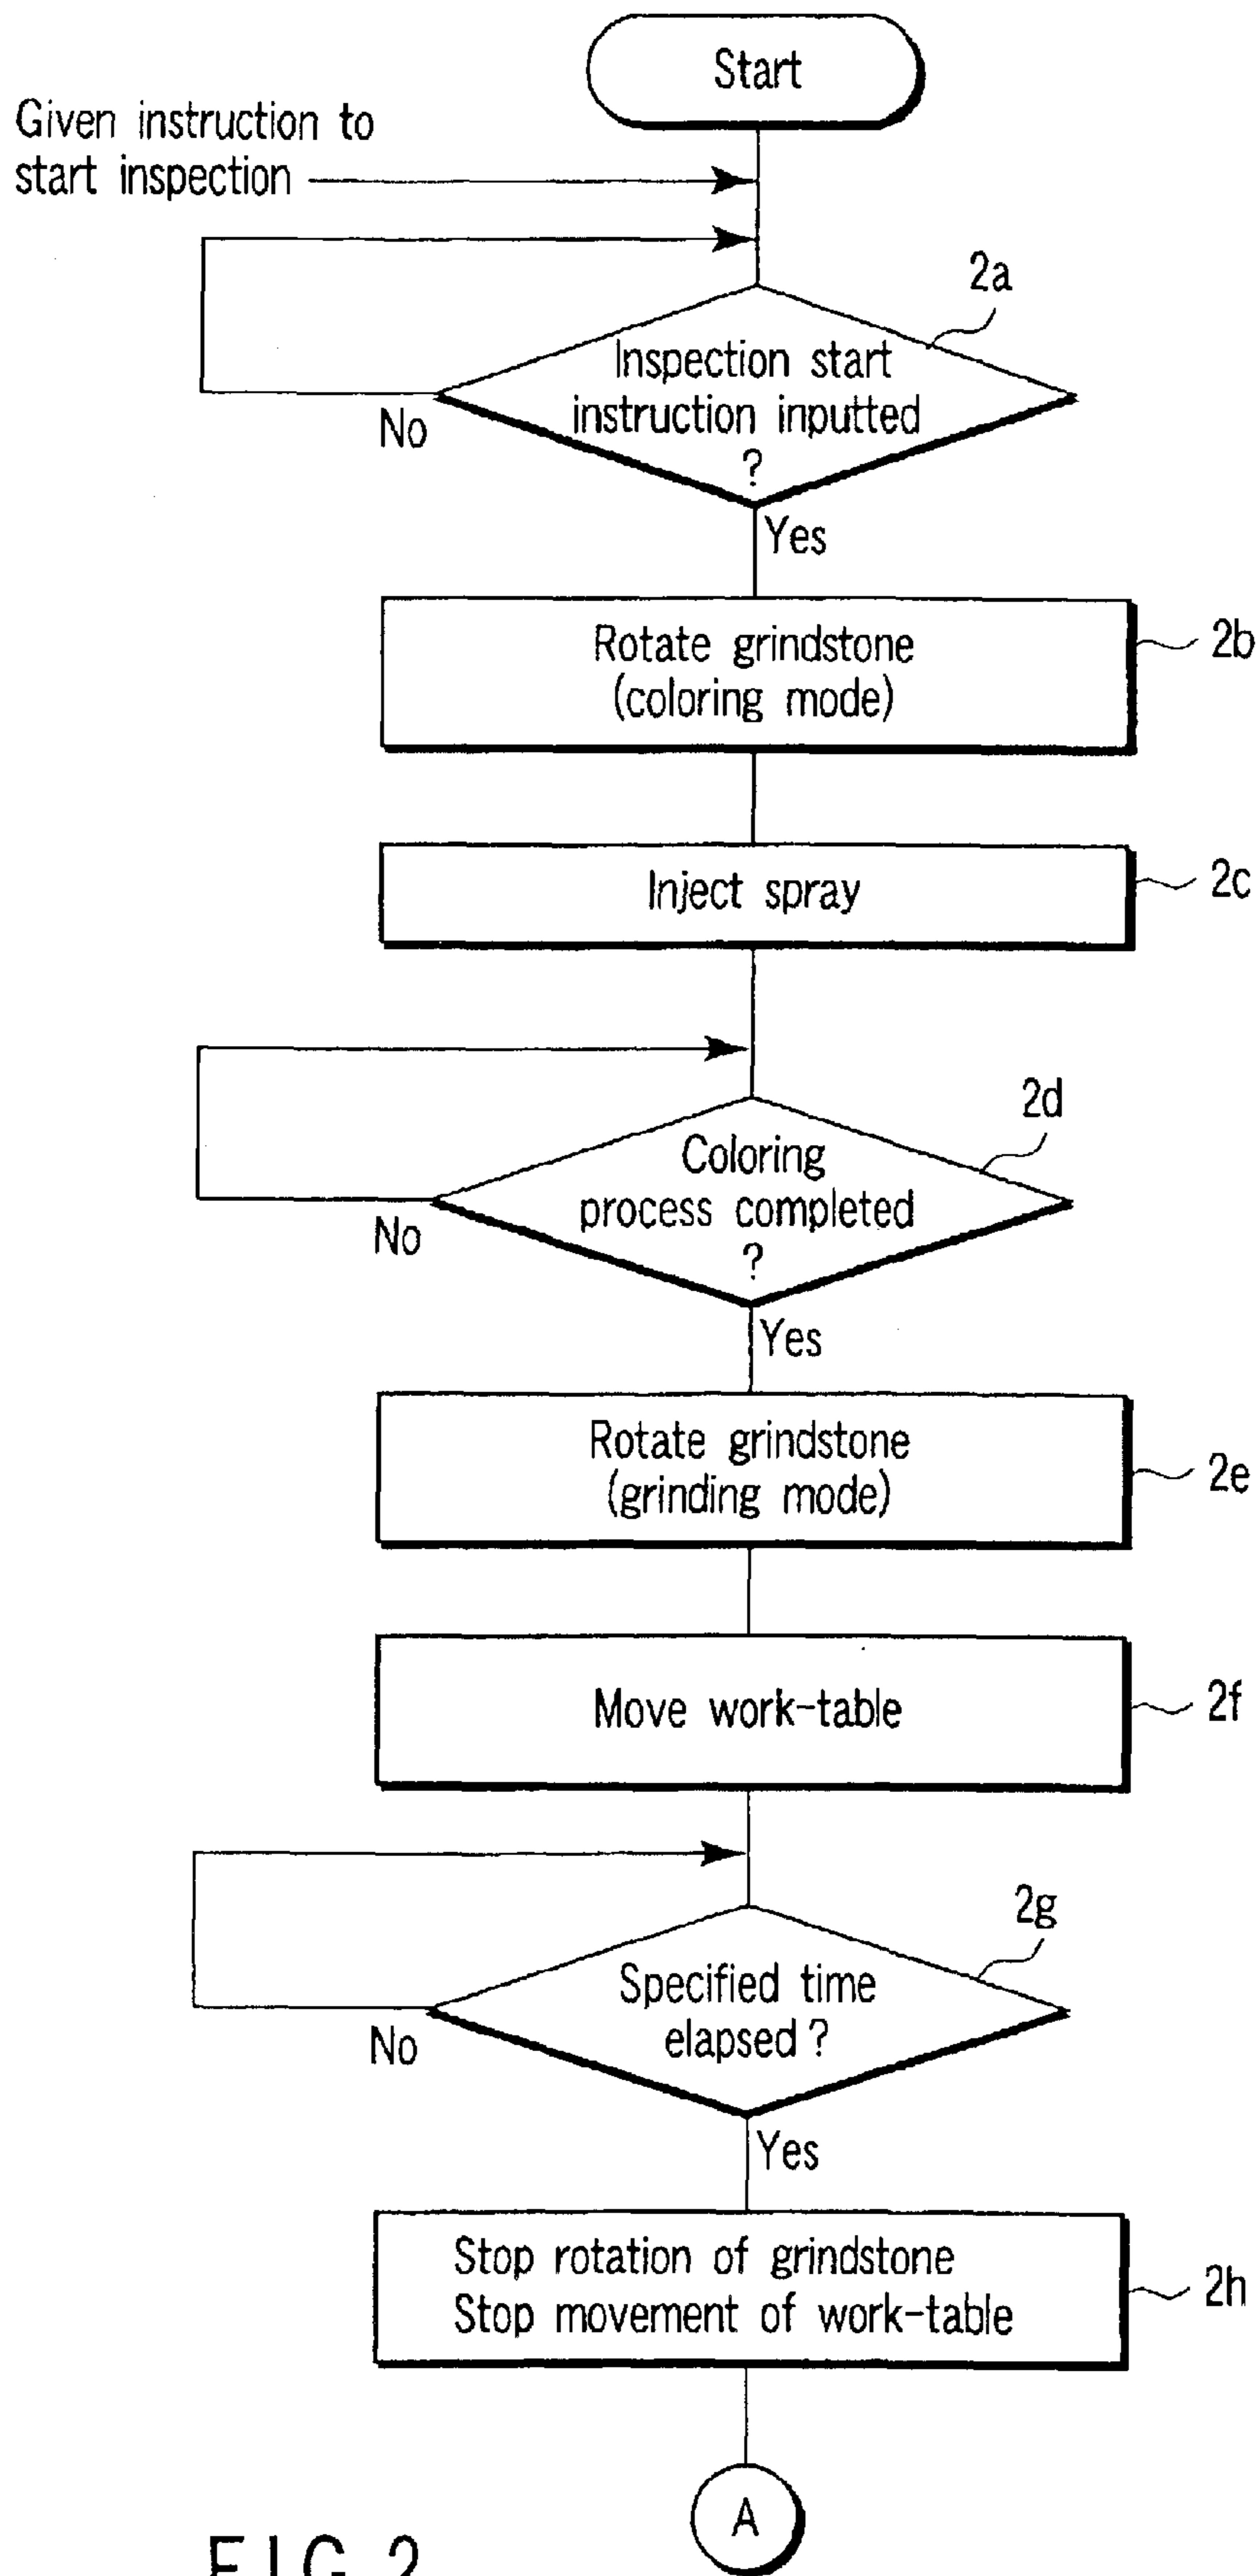 Start
Given instruction to
start inspection
2a
Inspection start
instruction inputted
?
No
Yes
Rotate grindstone
(coloring mode)
2b
Inject spray
2c
2d
Coloring
process completed
?
No
Yes
Rotate grindstone
(grinding mode)
2e
Move work-table
2f
2g
Specified time
elapsed ?
No
Yes
Stop rotation of grindstone
Stop movement of work-table
2h
A
FIG. 2